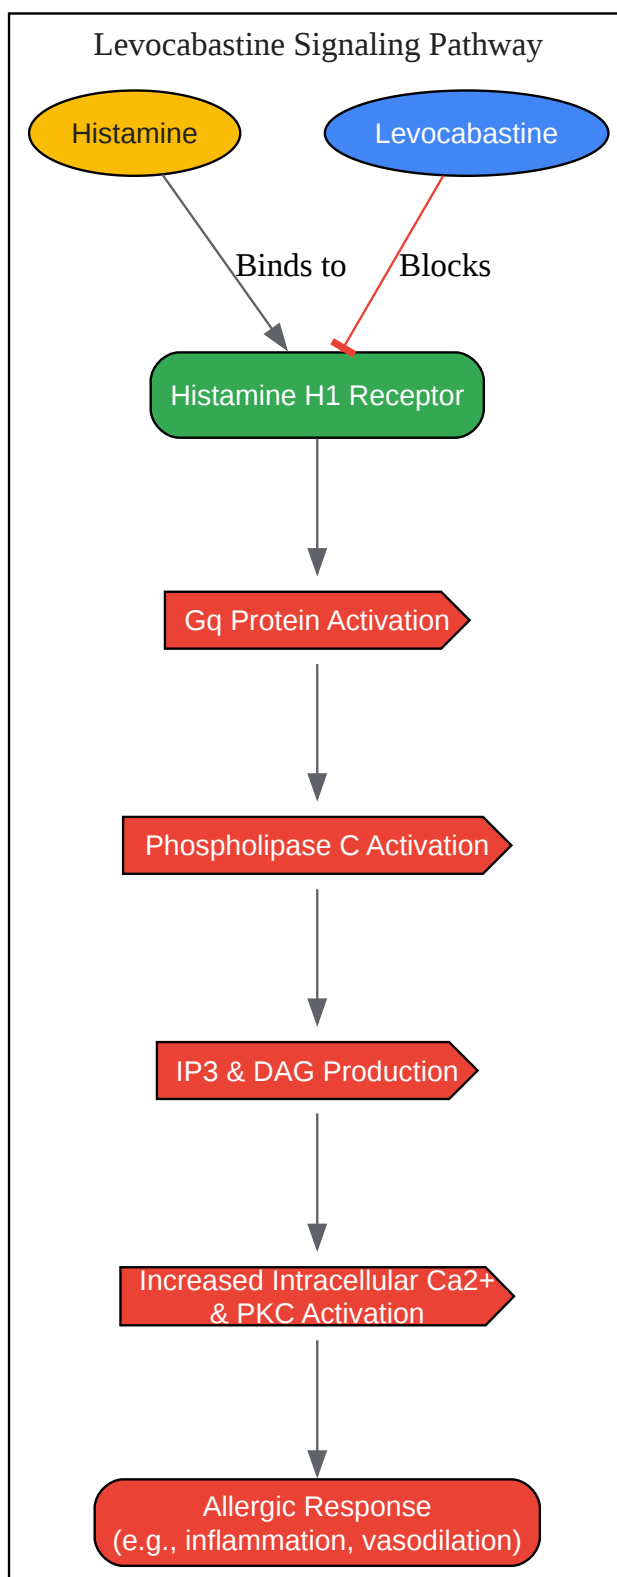 Levocabastine Signaling Pathway
Histamine
Levocabastine
Binds to
Blocks
Histamine H1 Receptor
Gq Protein Activation
Phospholipase C Activation
IP3 & DAG Production
Increased Intracellular Ca2+
& PKC Activation
Allergic Response
(e.g., inflammation, vasodilation)